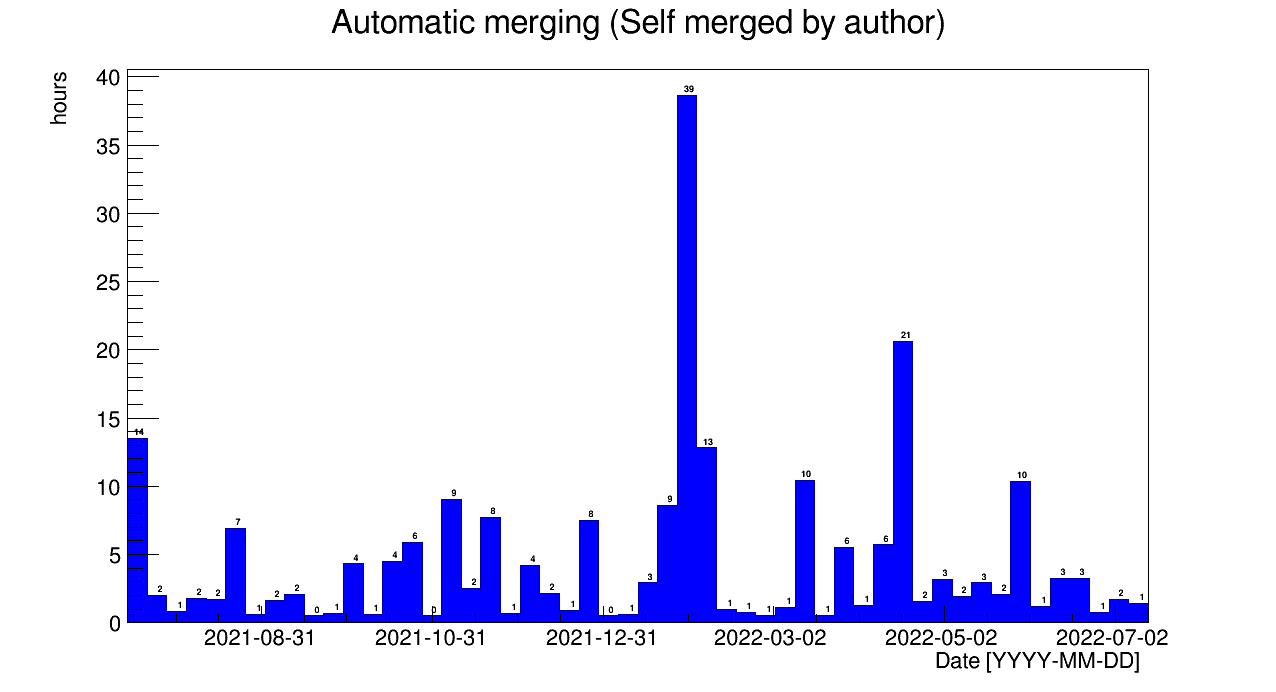 Automatic merging (Self merged by author)
hours
40
35
30
25
20
15
10
5
0
14 2 1 2 2 7 1 2 2 0 1 4 1 4 6 0 9 2 8 1 4 2 1 8 0 1 3 9 39 13 1 1 1 1 10 1 6 1 6 21 2 3 2 3 2 10 1 3 3 1 2 1
2021-08-31 2021-10-31 2021-12-31 2022-03-02 2022-05-02 2022-07-02
Date [YYYY-MM-DD]